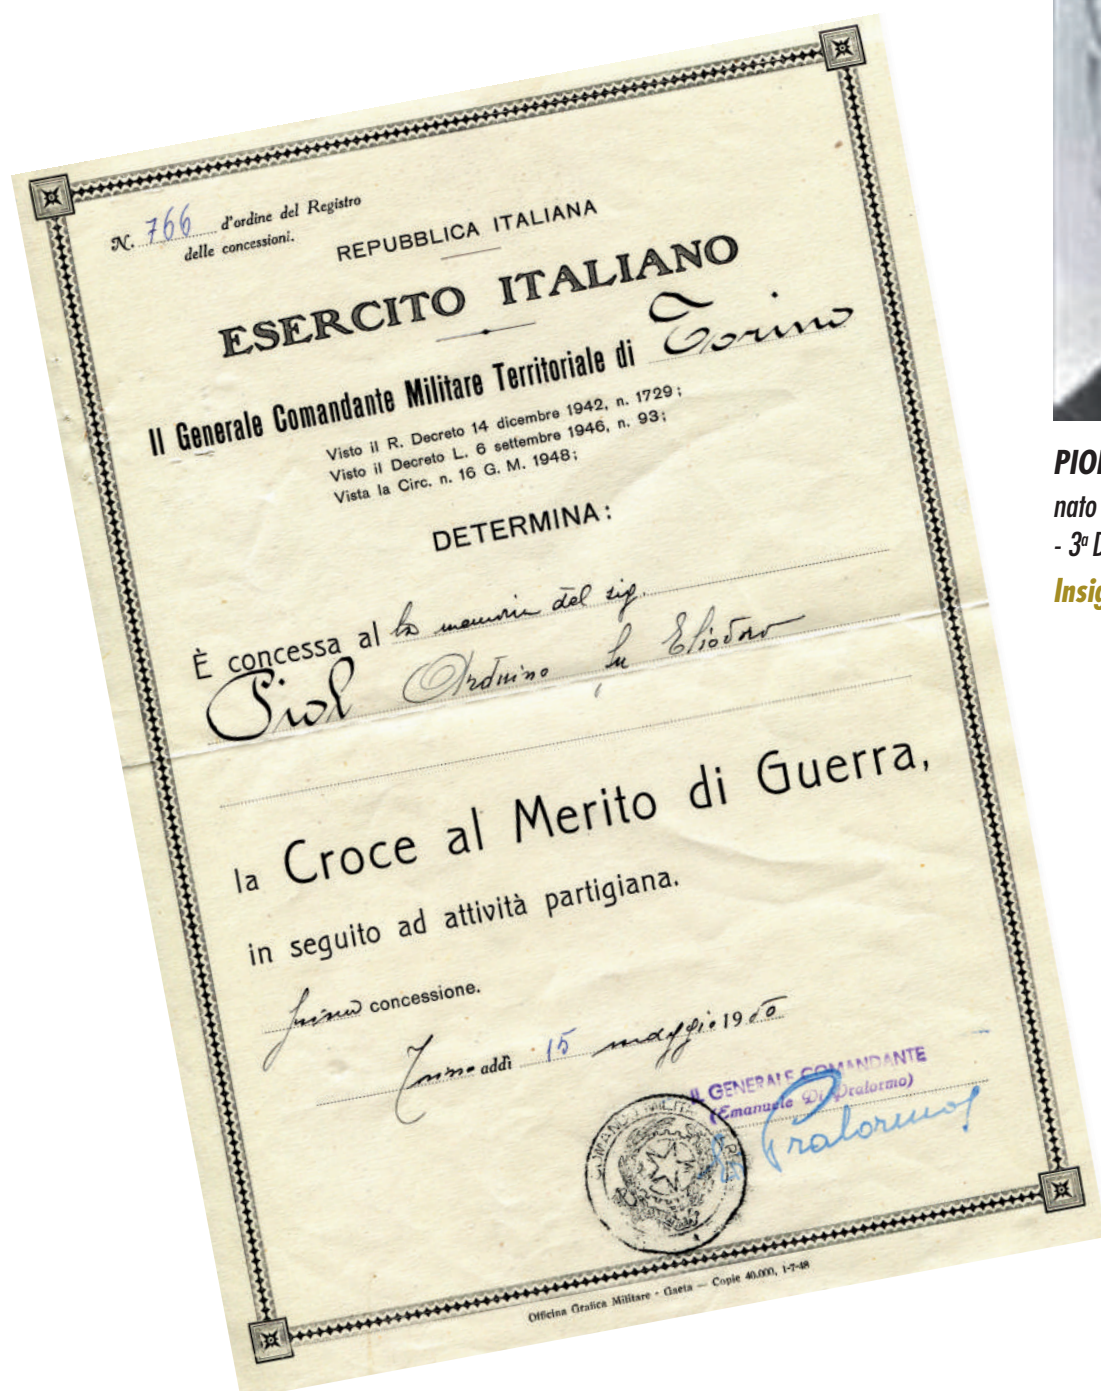 N. 766 d'ordine del Registro
delle concessioni.
REPUBBLICA ITALIANA
ESERCITO ITALIANO
Il Generale Comandante Militare Territoriale di Torino
Visto il R. Decreto 14 dicembre 1942, n. 1729;
Visto il Decreto L. 6 settembre 1946, n. 93;
Vista la Circ. n. 16 G. M. 1948;
DETERMINA:
È concessa al la memoria del sig.
Piol Arduino fu Eliodoro
la Croce al Merito di Guerra,
in seguito ad attività partigiana.
prima concessione.
Torino addì 15 maggio 1950
IL GENERALE COMANDANTE
(Emanuele Di Pralormo)
Pralormo
Officina Grafica Militare - Gaeta — Copie 40.000, 1-7-48
PIOL
nato
- 3ª D
Insig